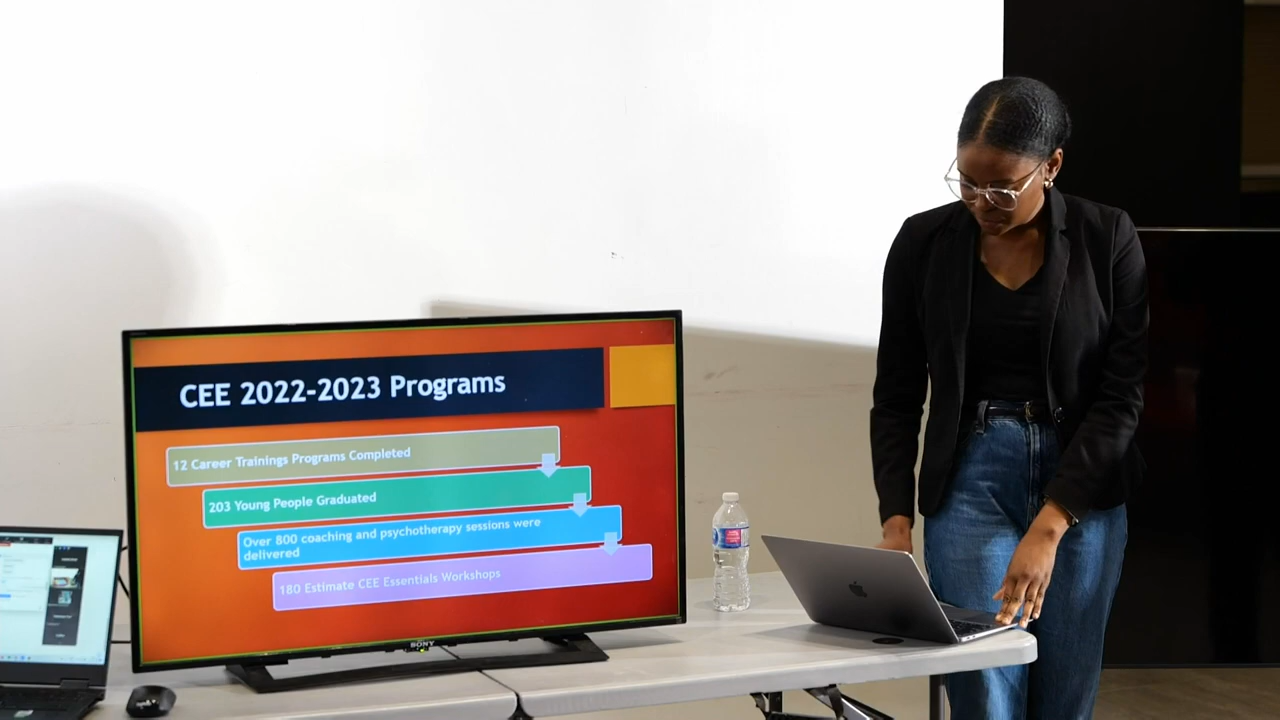 CEE 2022-2023 Programs
12 Career Trainings Programs Completed
203 Young People Graduated
Over 800 coaching and psychotherapy sessions were
delivered
180 Estimate CEE Essentials Workshops
SONY